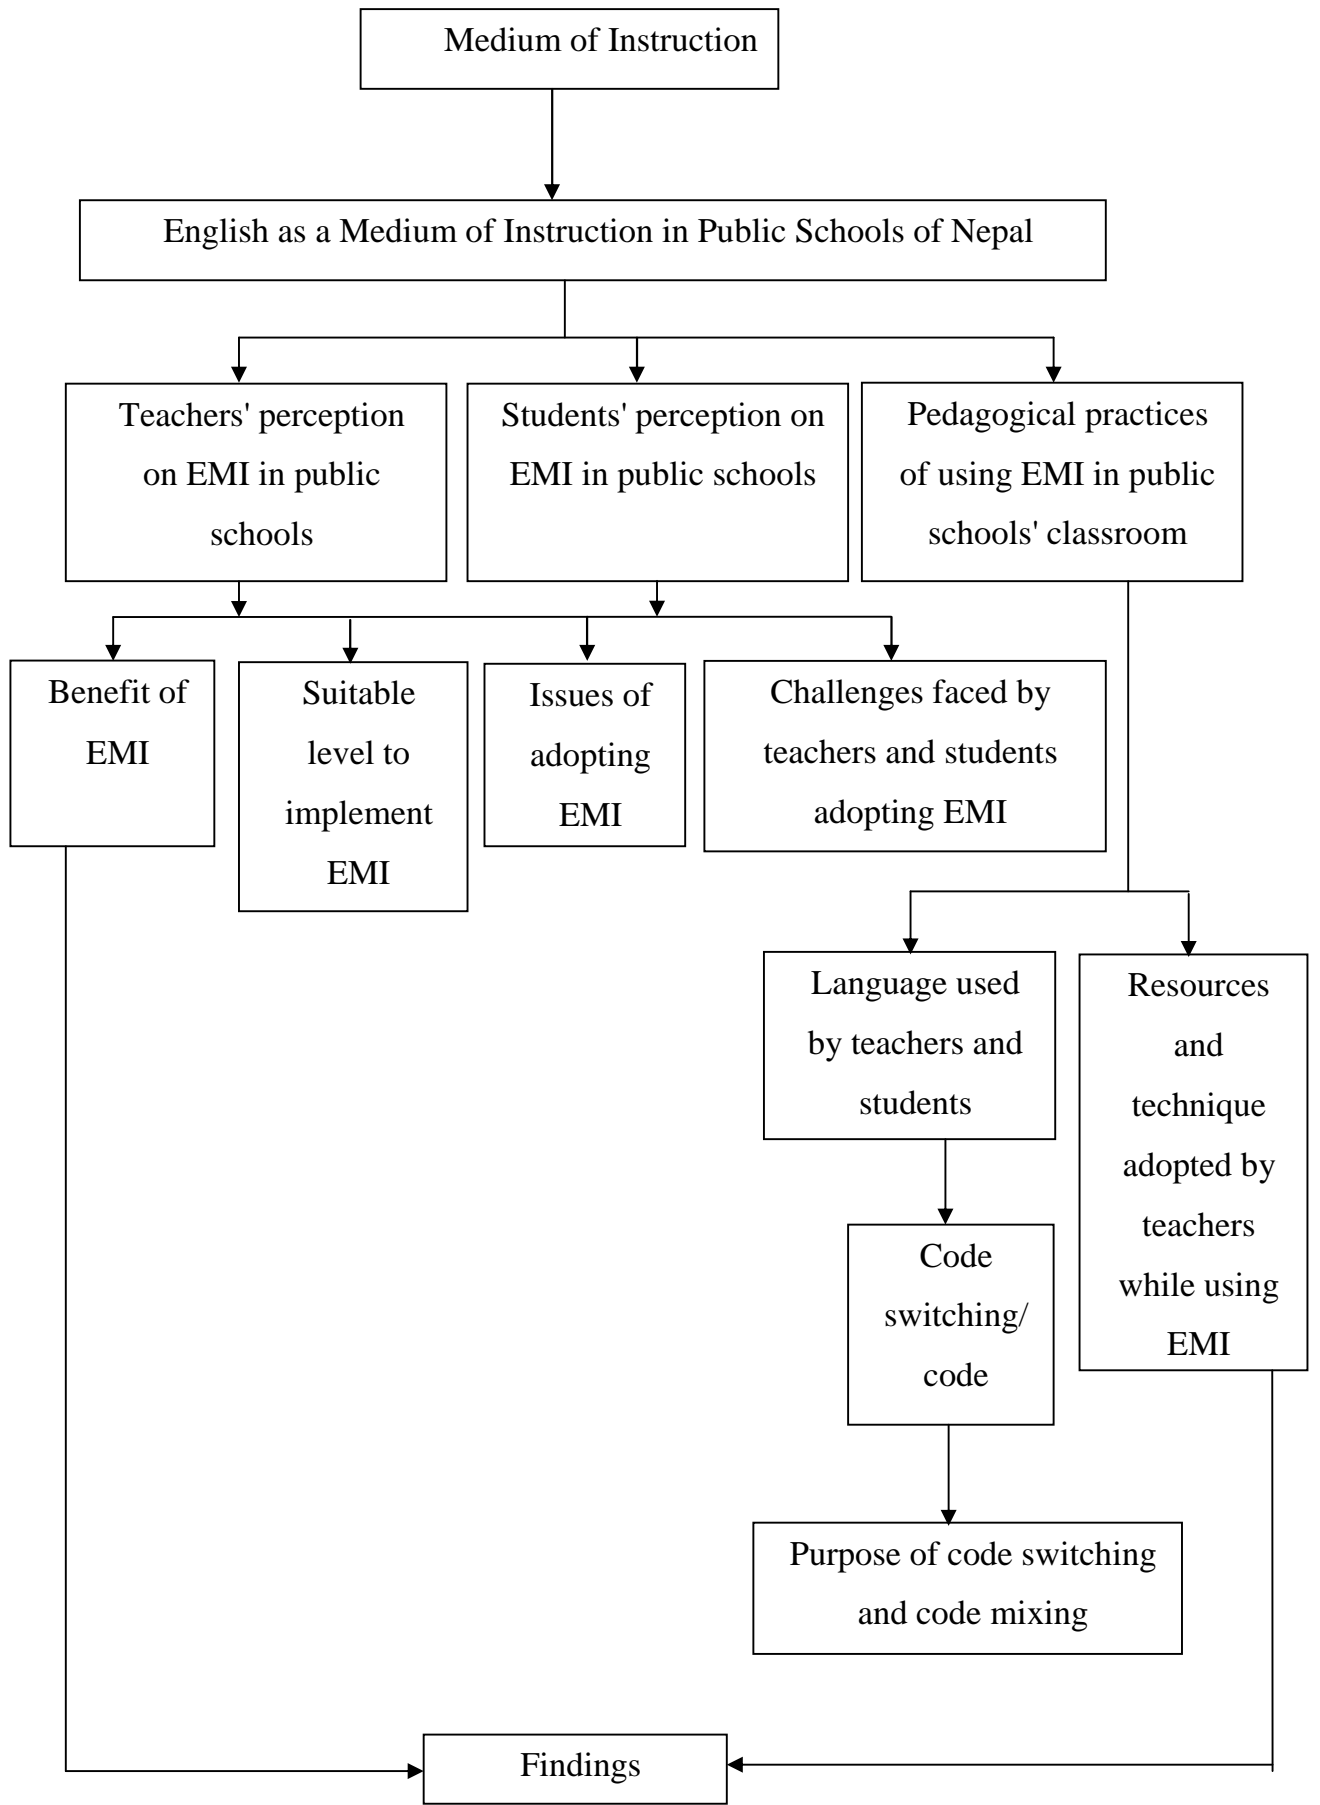 Medium of Instruction
English as a Medium of Instruction in Public Schools of Nepal
Teachers' perception
on EMI in public
schools
Students' perception on
EMI in public schools
Pedagogical practices
of using EMI in public
schools' classroom
Benefit of
EMI
Suitable
level to
implement
EMI
Issues of
adopting
EMI
Challenges faced by
teachers and students
adopting EMI
Language used
by teachers and
students
Resources
and
technique
adopted by
teachers
while using
EMI
Code
switching/
code
Purpose of code switching
and code mixing
Findings